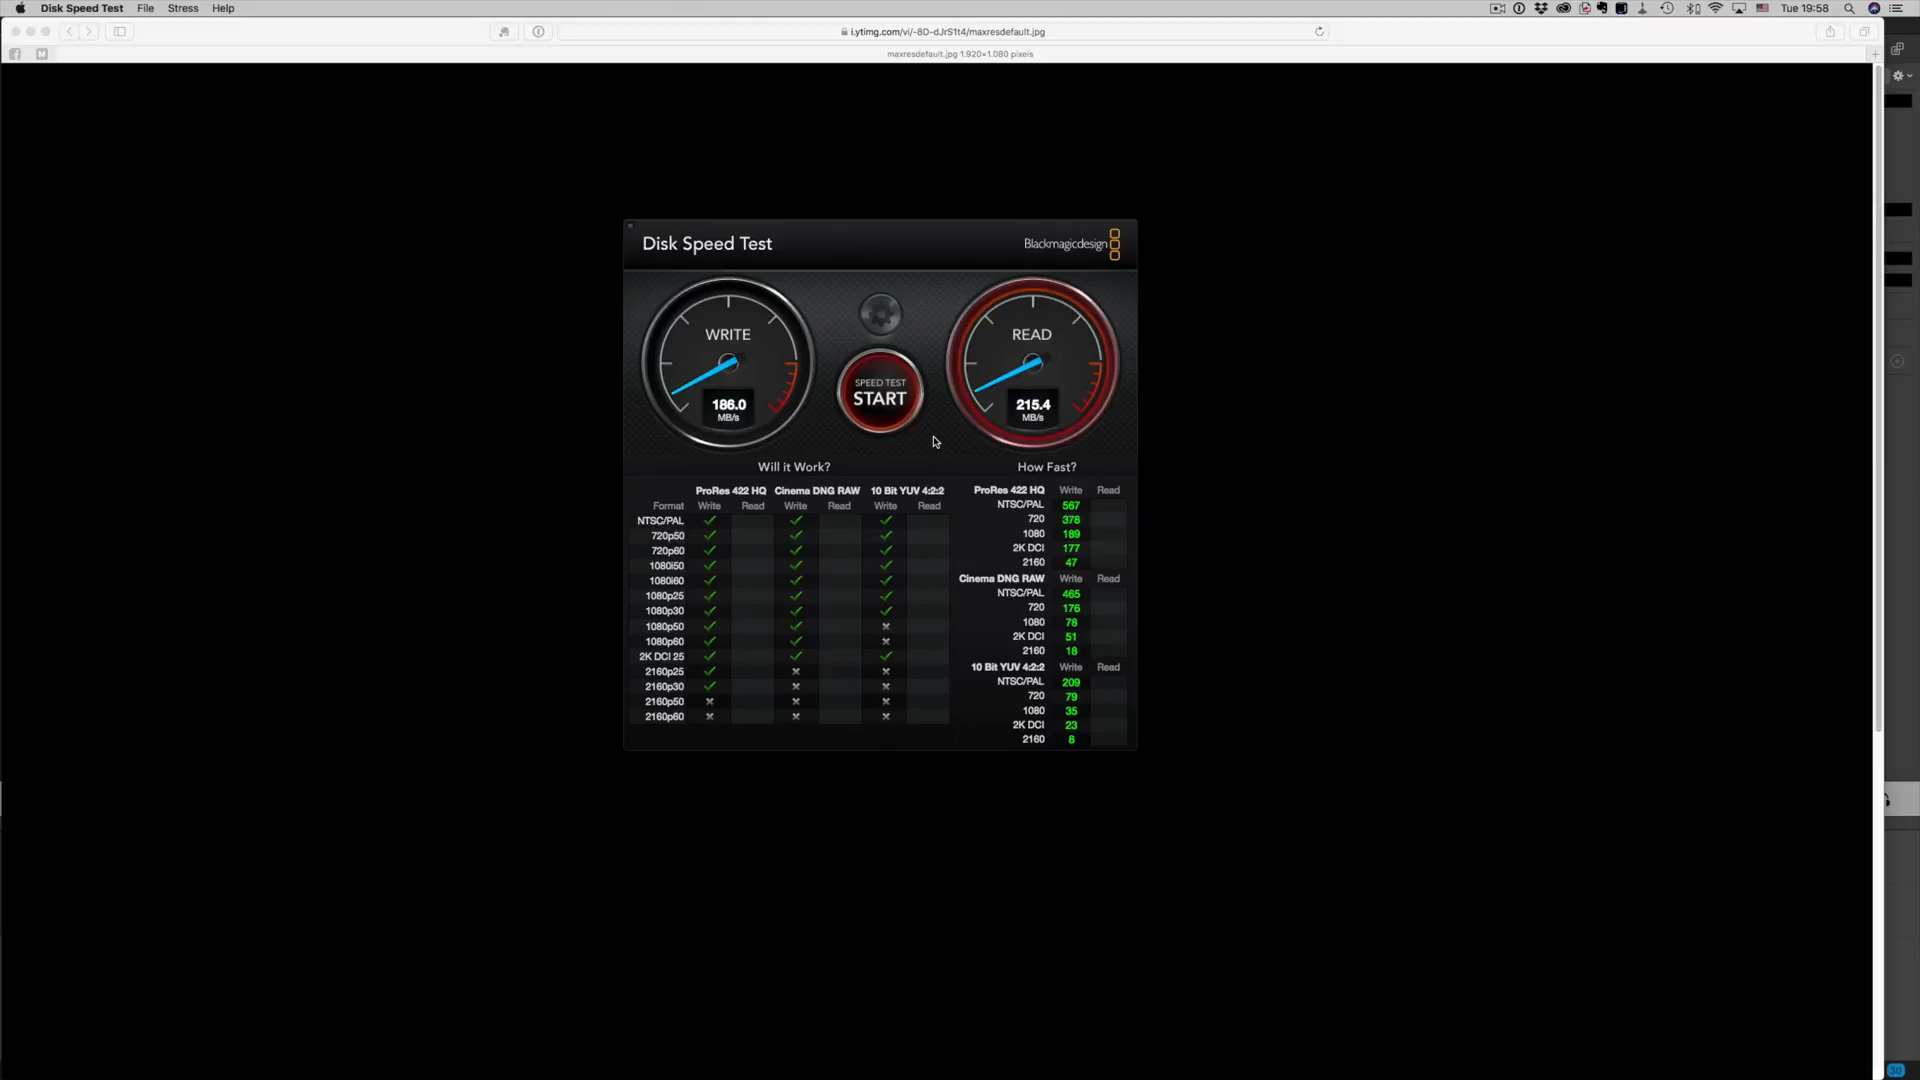 Disk Speed Test File Stress Help Tue 19:58
i.ytimg.com/vi/-8D-dJrS1t4/maxresdefault.jpg
maxresdefault.jpg 1.920×1.080 pixels
Disk Speed Test
Blackmagicdesign
WRITE
186.0
MB/s
SPEED TEST
START
READ
215.4
MB/s
Will it Work?
ProRes 422 HQ Cinema DNG RAW 10 Bit YUV 4:2:2
Format Write Read Write Read Write Read
NTSC/PAL
720p50
720p60
1080i50
1080i60
1080p25
1080p30
1080p50
1080p60
2K DCI 25
2160p25
2160p30
2160p50
2160p60
How Fast?
ProRes 422 HQ Write Read
NTSC/PAL 567
720 378
1080 189
2K DCI 177
2160 47
Cinema DNG RAW Write Read
NTSC/PAL 465
720 176
1080 78
2K DCI 51
2160 18
10 Bit YUV 4:2:2 Write Read
NTSC/PAL 209
720 79
1080 35
2K DCI 23
2160 8
30